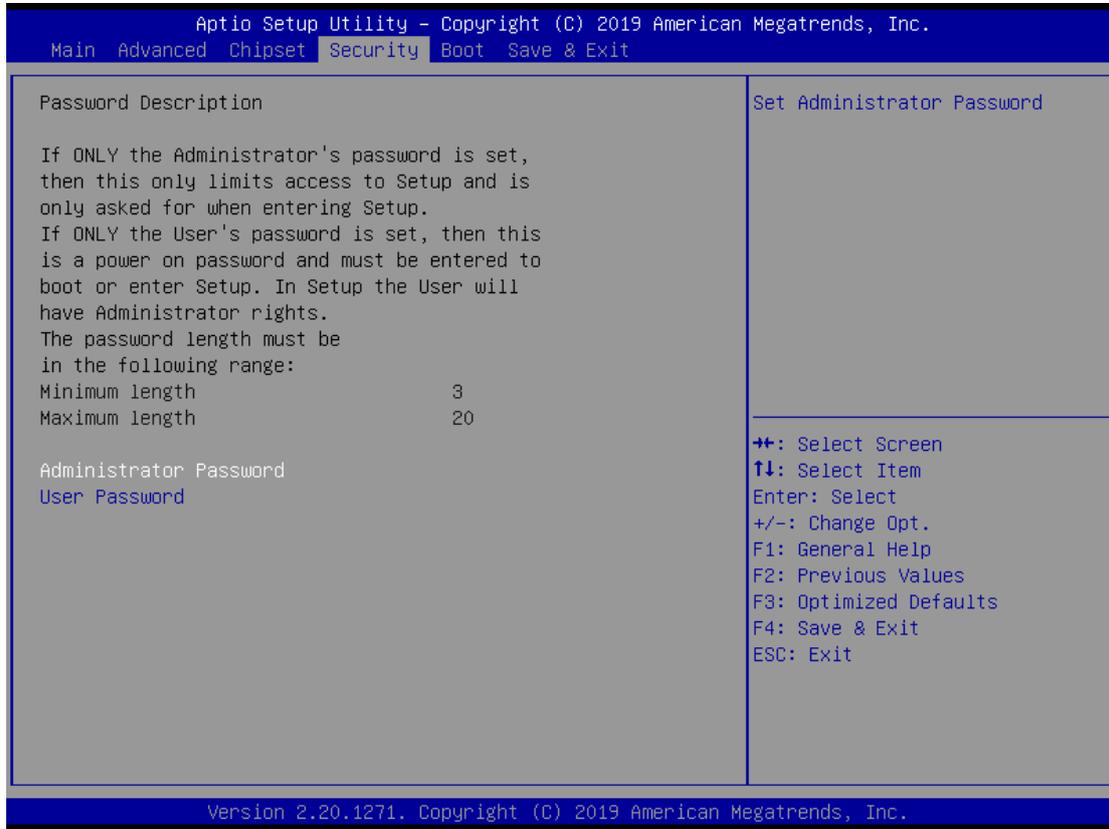 Aptio Setup Utility – Copyright (C) 2019 American Megatrends, Inc.
Main Advanced Chipset Security Boot Save & Exit
Password Description
If ONLY the Administrator's password is set,
then this only limits access to Setup and is
only asked for when entering Setup.
If ONLY the User's password is set, then this
is a power on password and must be entered to
boot or enter Setup. In Setup the User will
have Administrator rights.
The password length must be
in the following range:
Minimum length 3
Maximum length 20
Administrator Password
User Password
Set Administrator Password
→←: Select Screen
↑↓: Select Item
Enter: Select
+/-: Change Opt.
F1: General Help
F2: Previous Values
F3: Optimized Defaults
F4: Save & Exit
ESC: Exit
Version 2.20.1271. Copyright (C) 2019 American Megatrends, Inc.